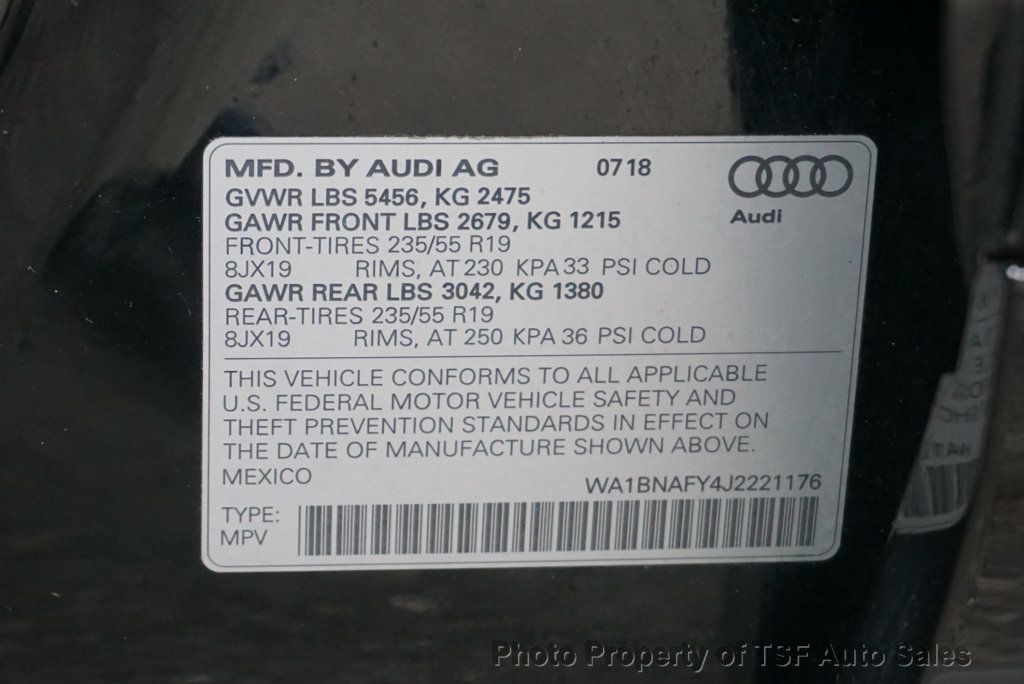 MFD. BY AUDI AG 0718
Audi
GVWR LBS 5456, KG 2475
GAWR FRONT LBS 2679, KG 1215
FRONT-TIRES 235/55 R19
8JX19 RIMS, AT 230 KPA 33 PSI COLD
GAWR REAR LBS 3042, KG 1380
REAR-TIRES 235/55 R19
8JX19 RIMS, AT 250 KPA 36 PSI COLD
THIS VEHICLE CONFORMS TO ALL APPLICABLE
U.S. FEDERAL MOTOR VEHICLE SAFETY AND
THEFT PREVENTION STANDARDS IN EFFECT ON
THE DATE OF MANUFACTURE SHOWN ABOVE.
MEXICO WA1BNAFY4J2221176
TYPE:
MPV
Photo Property of TSF Auto Sales